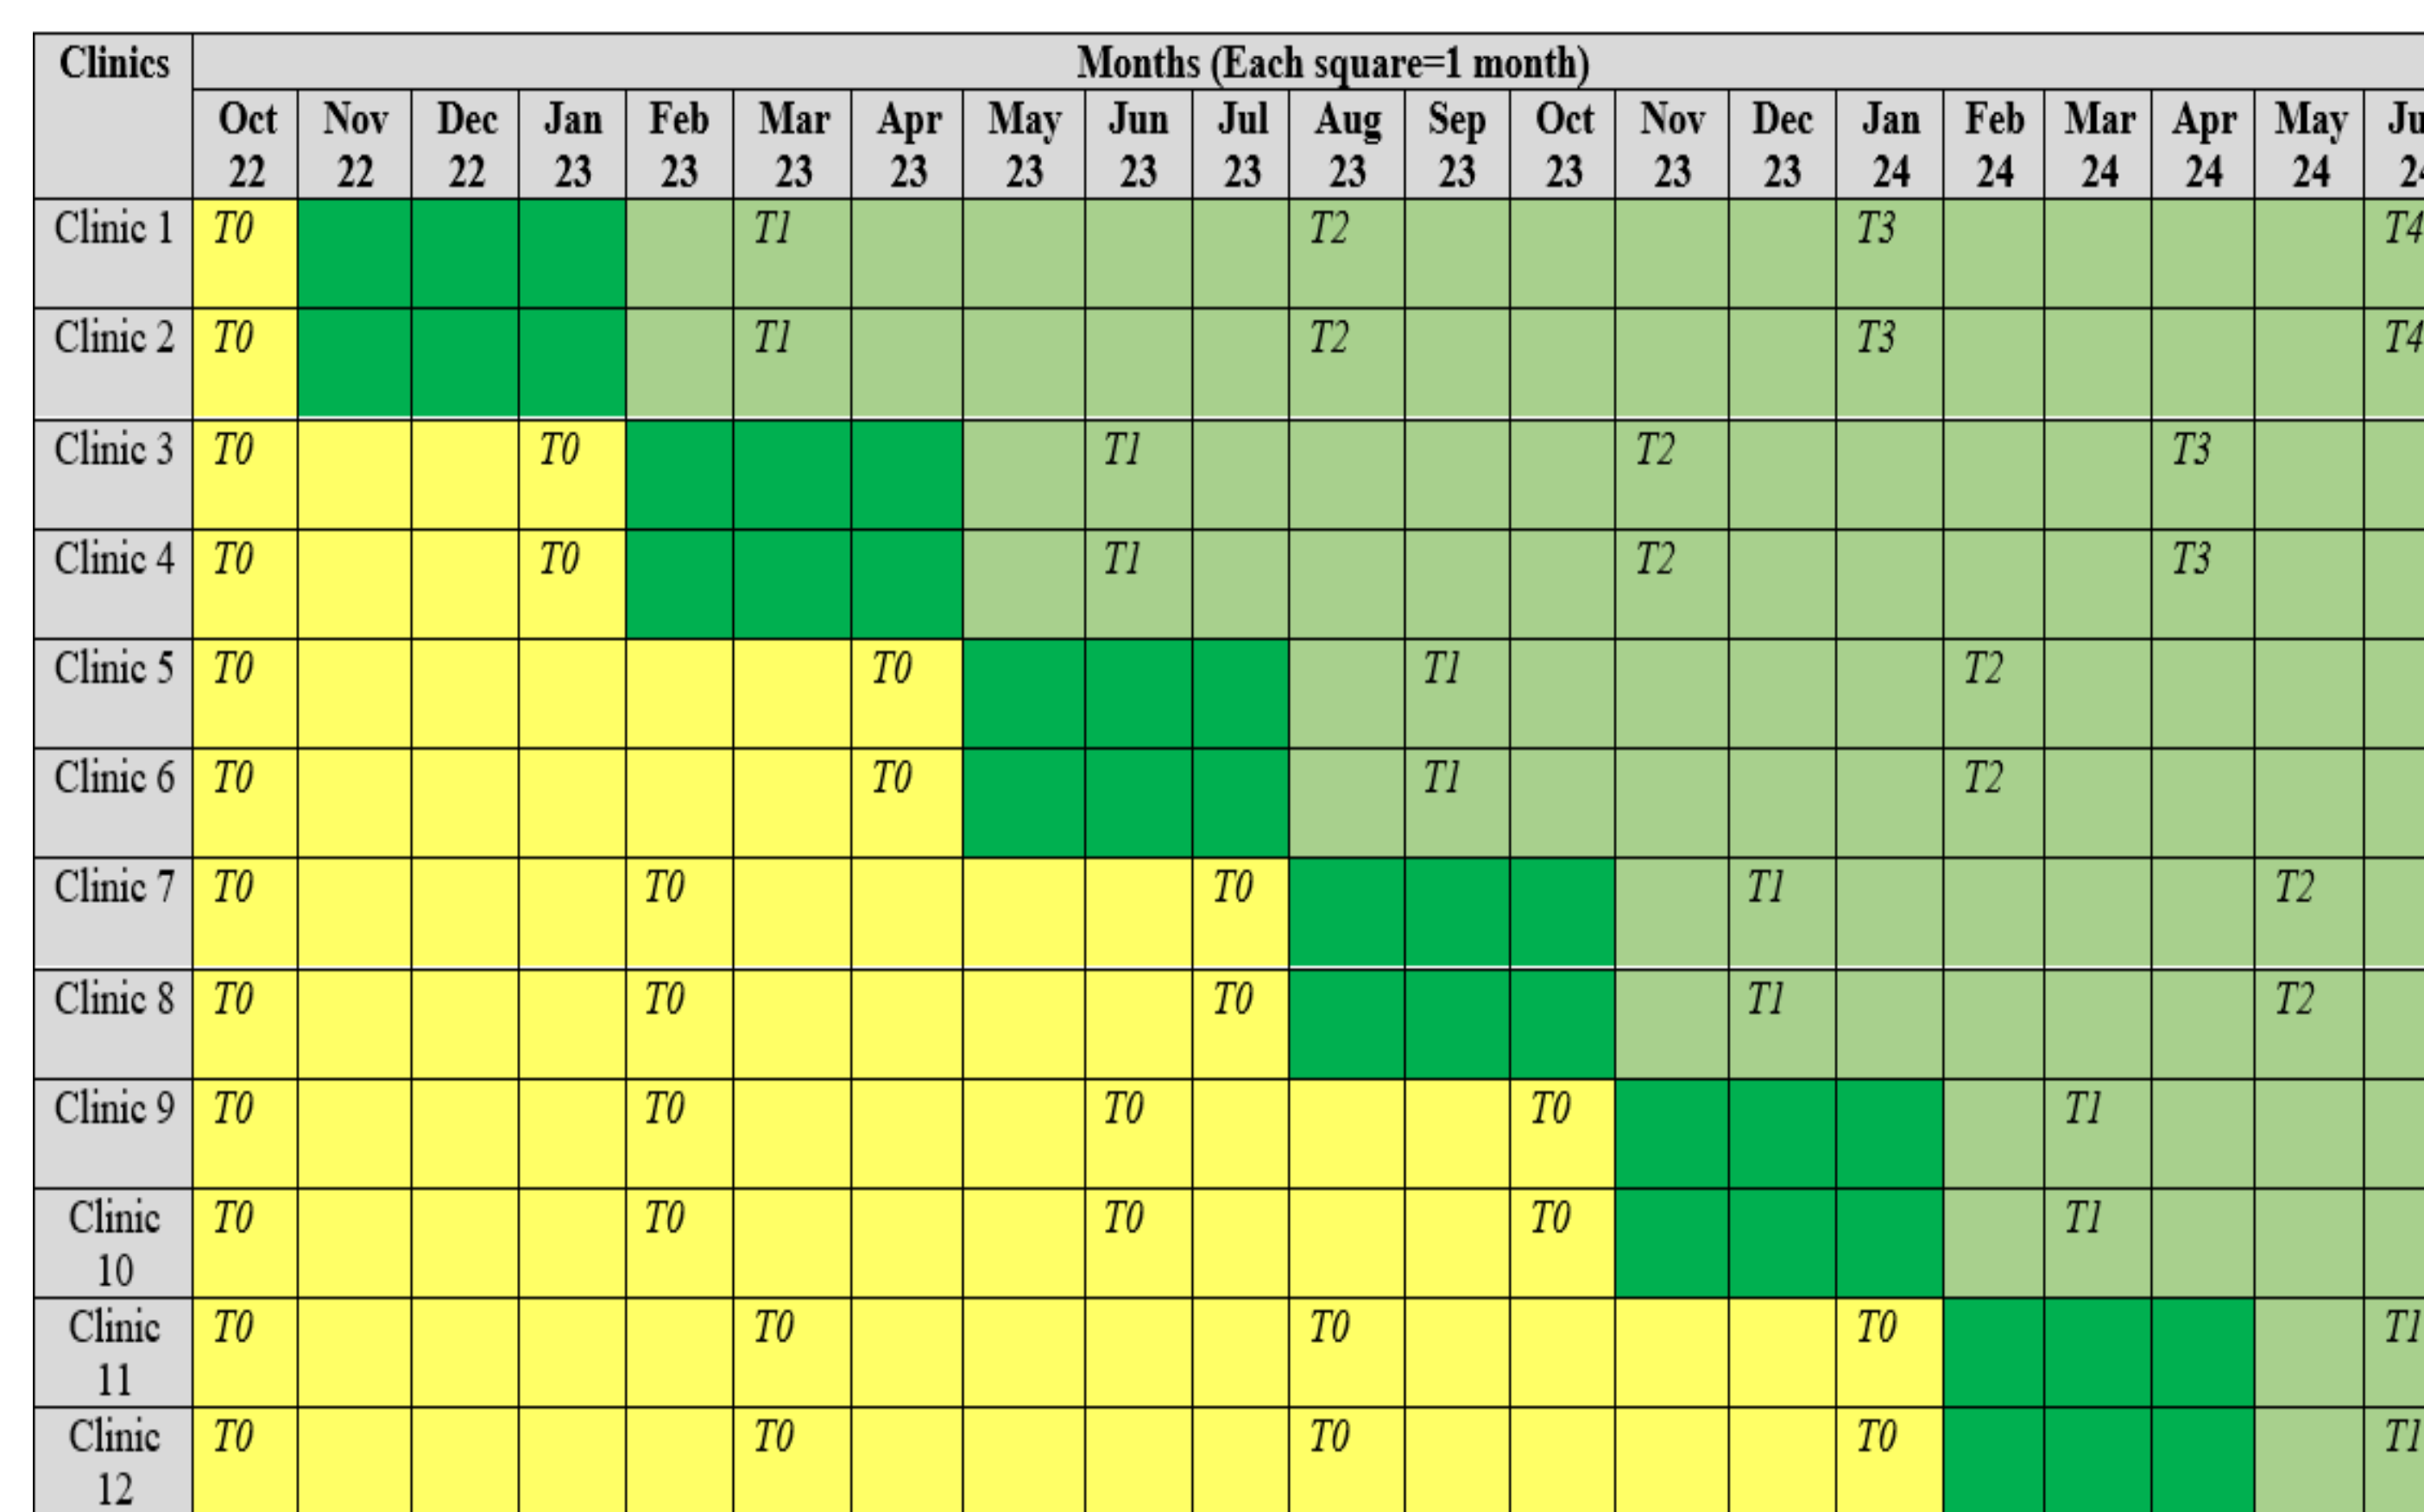 Clinics Months (Each square=1 month)
Oct Nov Dec Jan Feb Mar Apr May Jun Jul Aug Sep Oct Nov Dec Jan Feb Mar Apr May
22 22 22 23 23 23 23 23 23 23 23 23 23 23 23 24 24 24 24 24
Clinic 1 T0 T1 T2 T3 T4
Clinic 2 T0 T1 T2 T3 T4
Clinic 3 T0 T0 T1 T2 T3
Clinic 4 T0 T0 T1 T2 T3
Clinic 5 T0 T0 T1 T2
Clinic 6 T0 T0 T1 T2
Clinic 7 T0 T0 T0 T1 T2
Clinic 8 T0 T0 T0 T1 T2
Clinic 9 T0 T0 T0 T0 T1
Clinic T0 T0 T0 T0 T1
10
Clinic T0 T0 T0 T0 T1
11
Clinic T0 T0 T0 T0 T1
12